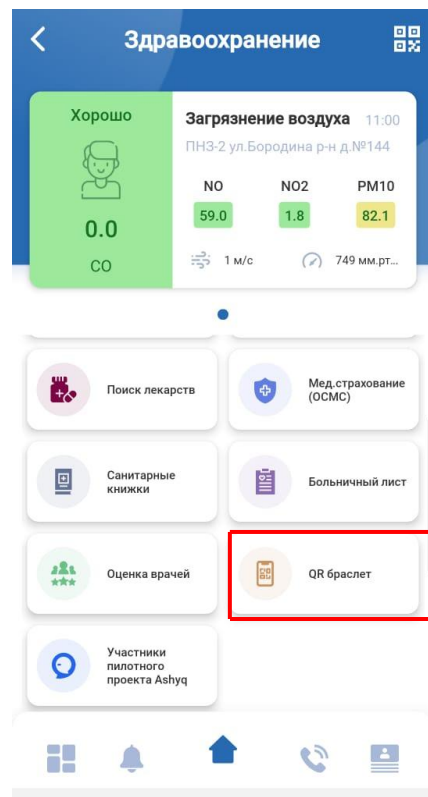 Здравоохранение
Хорошо
0.0
CO
Загрязнение воздуха 11:00
ПНЗ-2 ул.Бородина р-н д.№144
NO NO2 PM10
59.0 1.8 82.1
1 м/с 749 мм.рт...
Поиск лекарств
Мед.страхование
(ОСМС)
Санитарные
книжки
Больничный лист
Оценка врачей
QR браслет
Участники
пилотного
проекта Ashyq